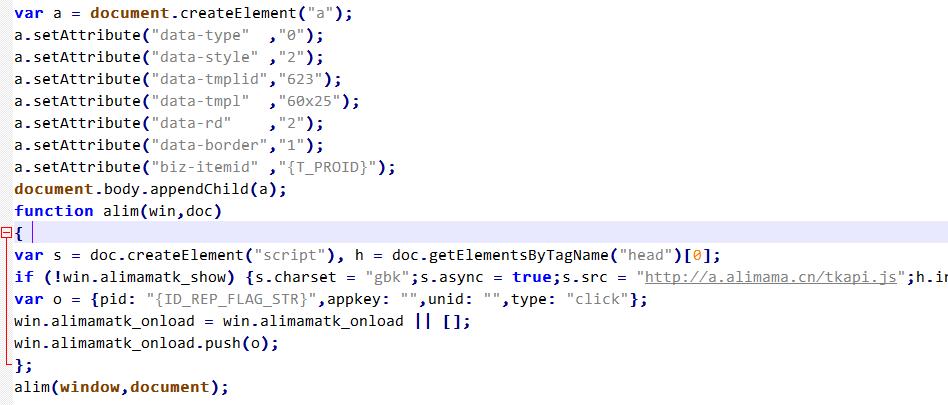 var a = document.createElement("a");
a.setAttribute("data-type"  ,"0");
a.setAttribute("data-style" ,"2");
a.setAttribute("data-tmplid","623");
a.setAttribute("data-tmpl"  ,"60x25");
a.setAttribute("data-rd"    ,"2");
a.setAttribute("data-border","1");
a.setAttribute("biz-itemid" ,"{T_PROID}");
document.body.appendChild(a);
function alim(win,doc)
{
var s = doc.createElement("script"), h = doc.getElementsByTagName("head")[0];
if (!win.alimamatk_show) {s.charset = "gbk";s.async = true;s.src = "http://a.alimama.cn/tkapi.js";h.in
var o = {pid: "{ID_REP_FLAG_STR}",appkey: "",unid: "",type: "click"};
win.alimamatk_onload = win.alimamatk_onload || [];
win.alimamatk_onload.push(o);
};
alim(window,document);